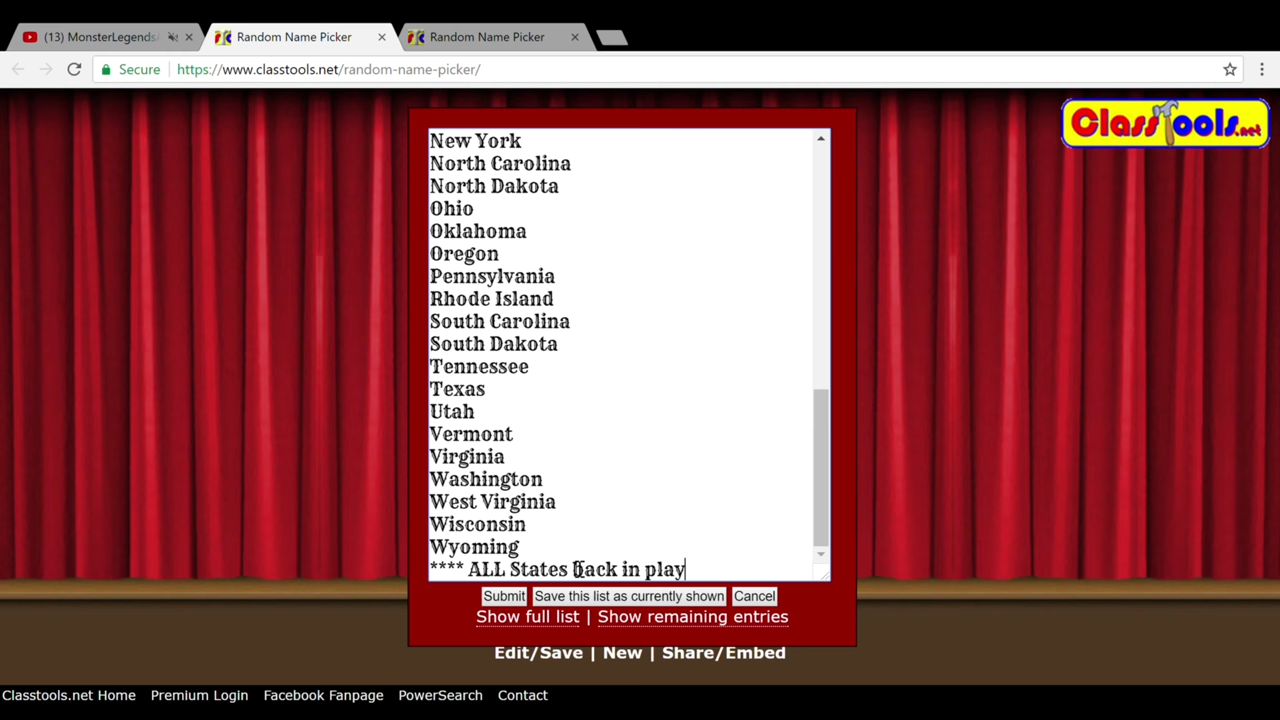 (13) MonsterLegends
Random Name Picker
Random Name Picker
Secure
https://www.classtools.net/random-name-picker/
ClassTools.net
New York
North Carolina
North Dakota
Ohio
Oklahoma
Oregon
Pennsylvania
Rhode Island
South Carolina
South Dakota
Tennessee
Texas
Utah
Vermont
Virginia
Washington
West Virginia
Wisconsin
Wyoming
**** ALL States back in play
Submit Save this list as currently shown Cancel
Show full list | Show remaining entries
Edit/Save | New | Share/Embed
Classtools.net Home Premium Login Facebook Fanpage PowerSearch Contact